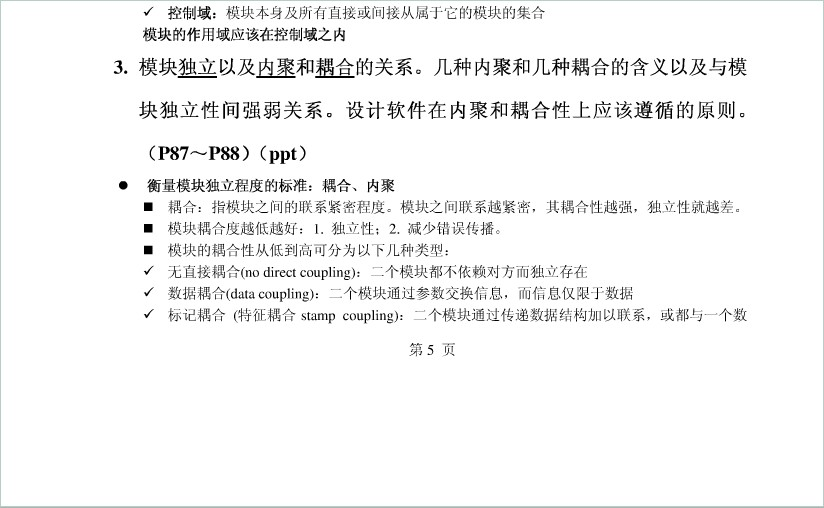 ✓ 控制域：模块本身及所有直接或间接从属于它的模块的集合
模块的作用域应该在控制域之内
3. 模块独立以及内聚和耦合的关系。几种内聚和几种耦合的含义以及与模
块独立性间强弱关系。设计软件在内聚和耦合性上应该遵循的原则。
（P87～P88）（ppt）
● 衡量模块独立程度的标准：耦合、内聚
■ 耦合：指模块之间的联系紧密程度。模块之间联系越紧密，其耦合性越强，独立性就越差。
■ 模块耦合度越低越好：1. 独立性；2. 减少错误传播。
■ 模块的耦合性从低到高可分为以下几种类型：
✓ 无直接耦合(no direct coupling)：二个模块都不依赖对方而独立存在
✓ 数据耦合(data coupling)：二个模块通过参数交换信息，而信息仅限于数据
✓ 标记耦合 (特征耦合 stamp coupling)：二个模块通过传递数据结构加以联系，或都与一个数
第 5 页